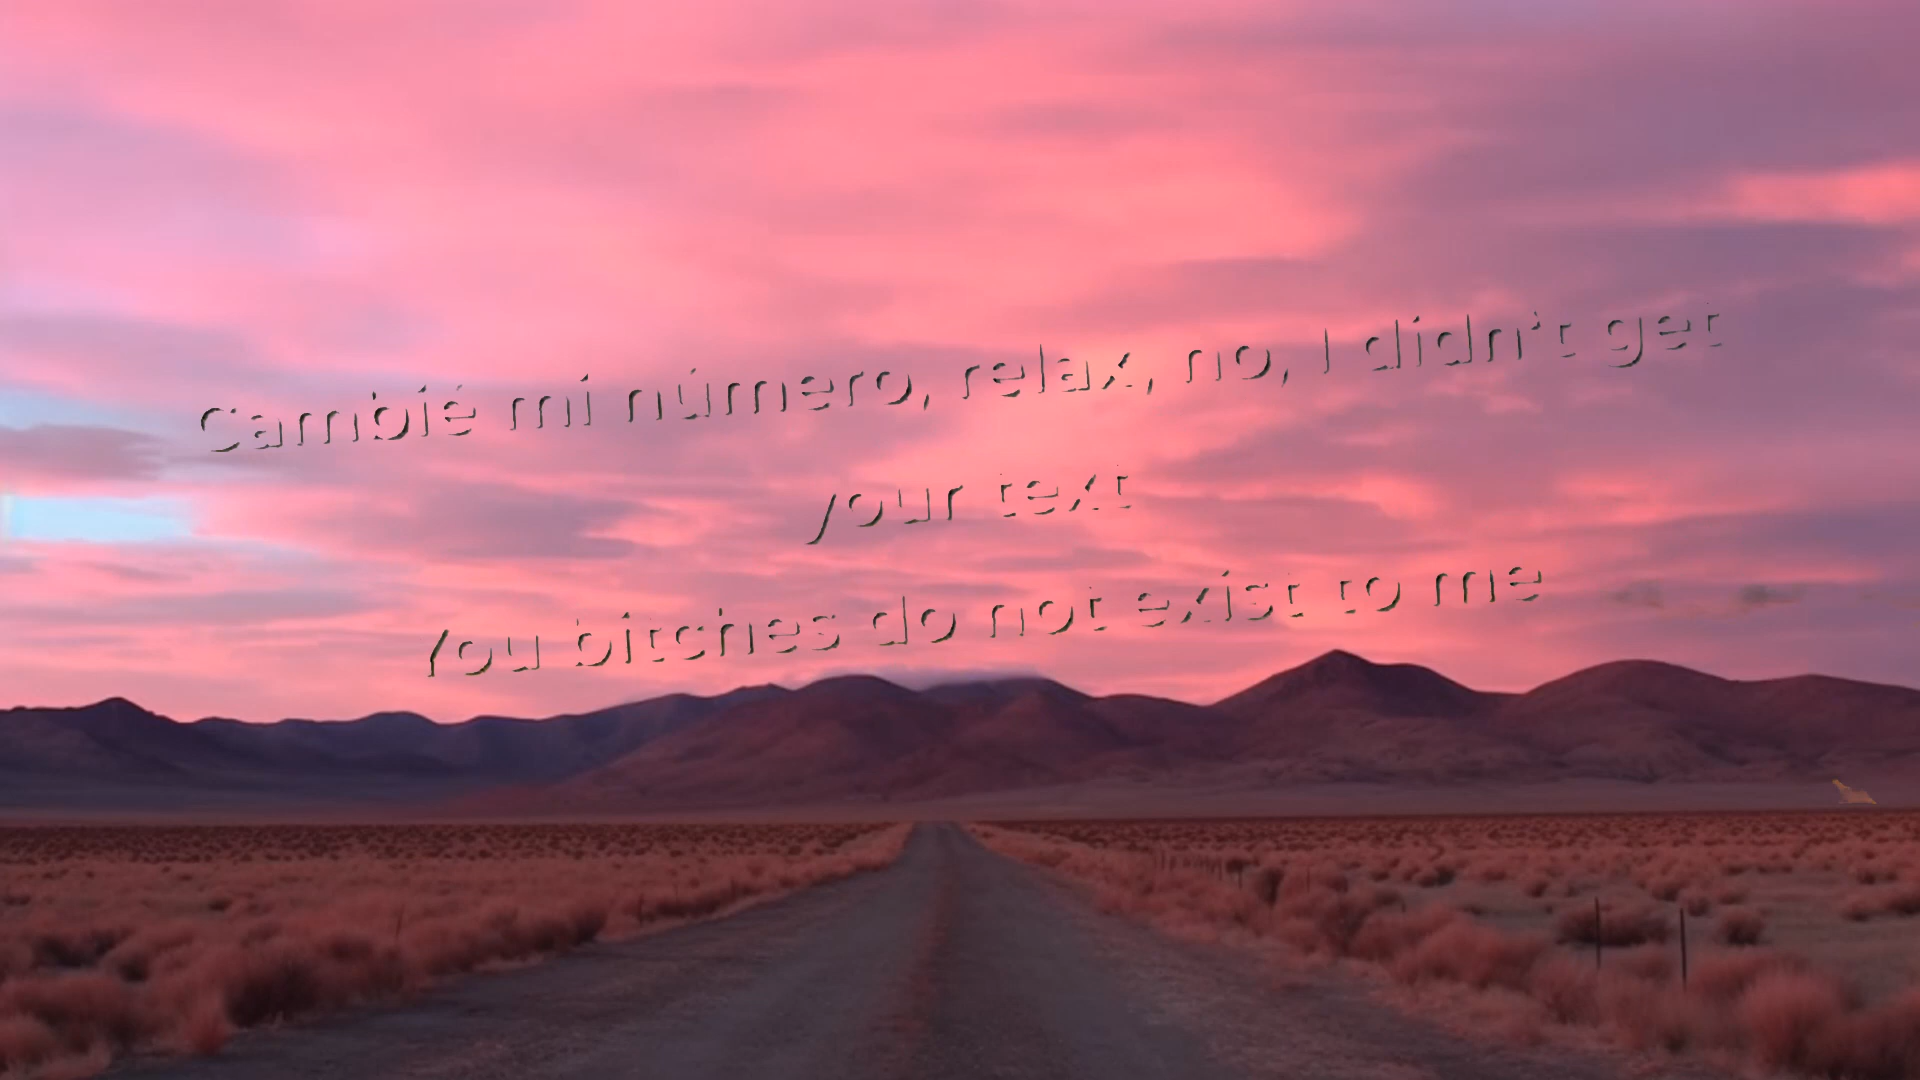 Cambié mi número, relax, no, I didn't get
your text
You bitches do not exist to me